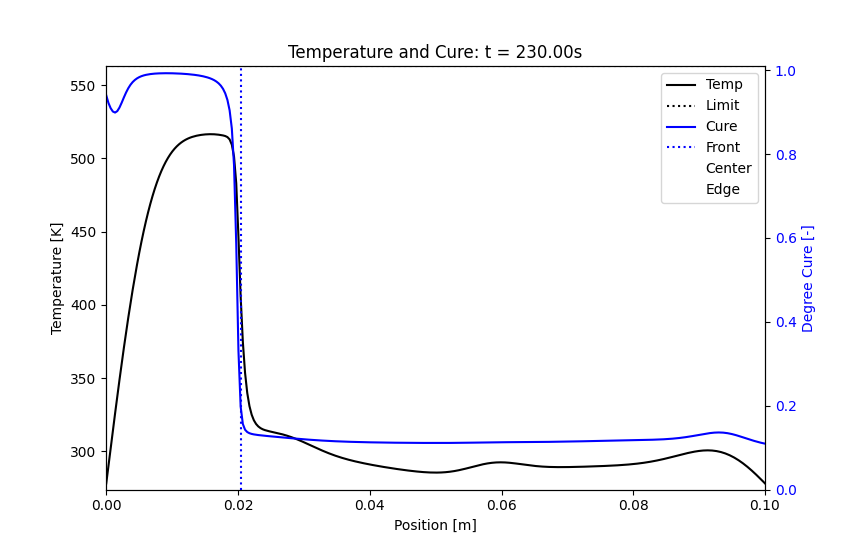 Temperature and Cure: t = 230.00s
Temp
Limit
Cure
Front
Center
Edge
Temperature [K]
550
500
450
400
350
300
Degree Cure [-]
1.0
0.8
0.6
0.4
0.2
0.0
0.00 0.02 0.04 0.06 0.08 0.10
Position [m]